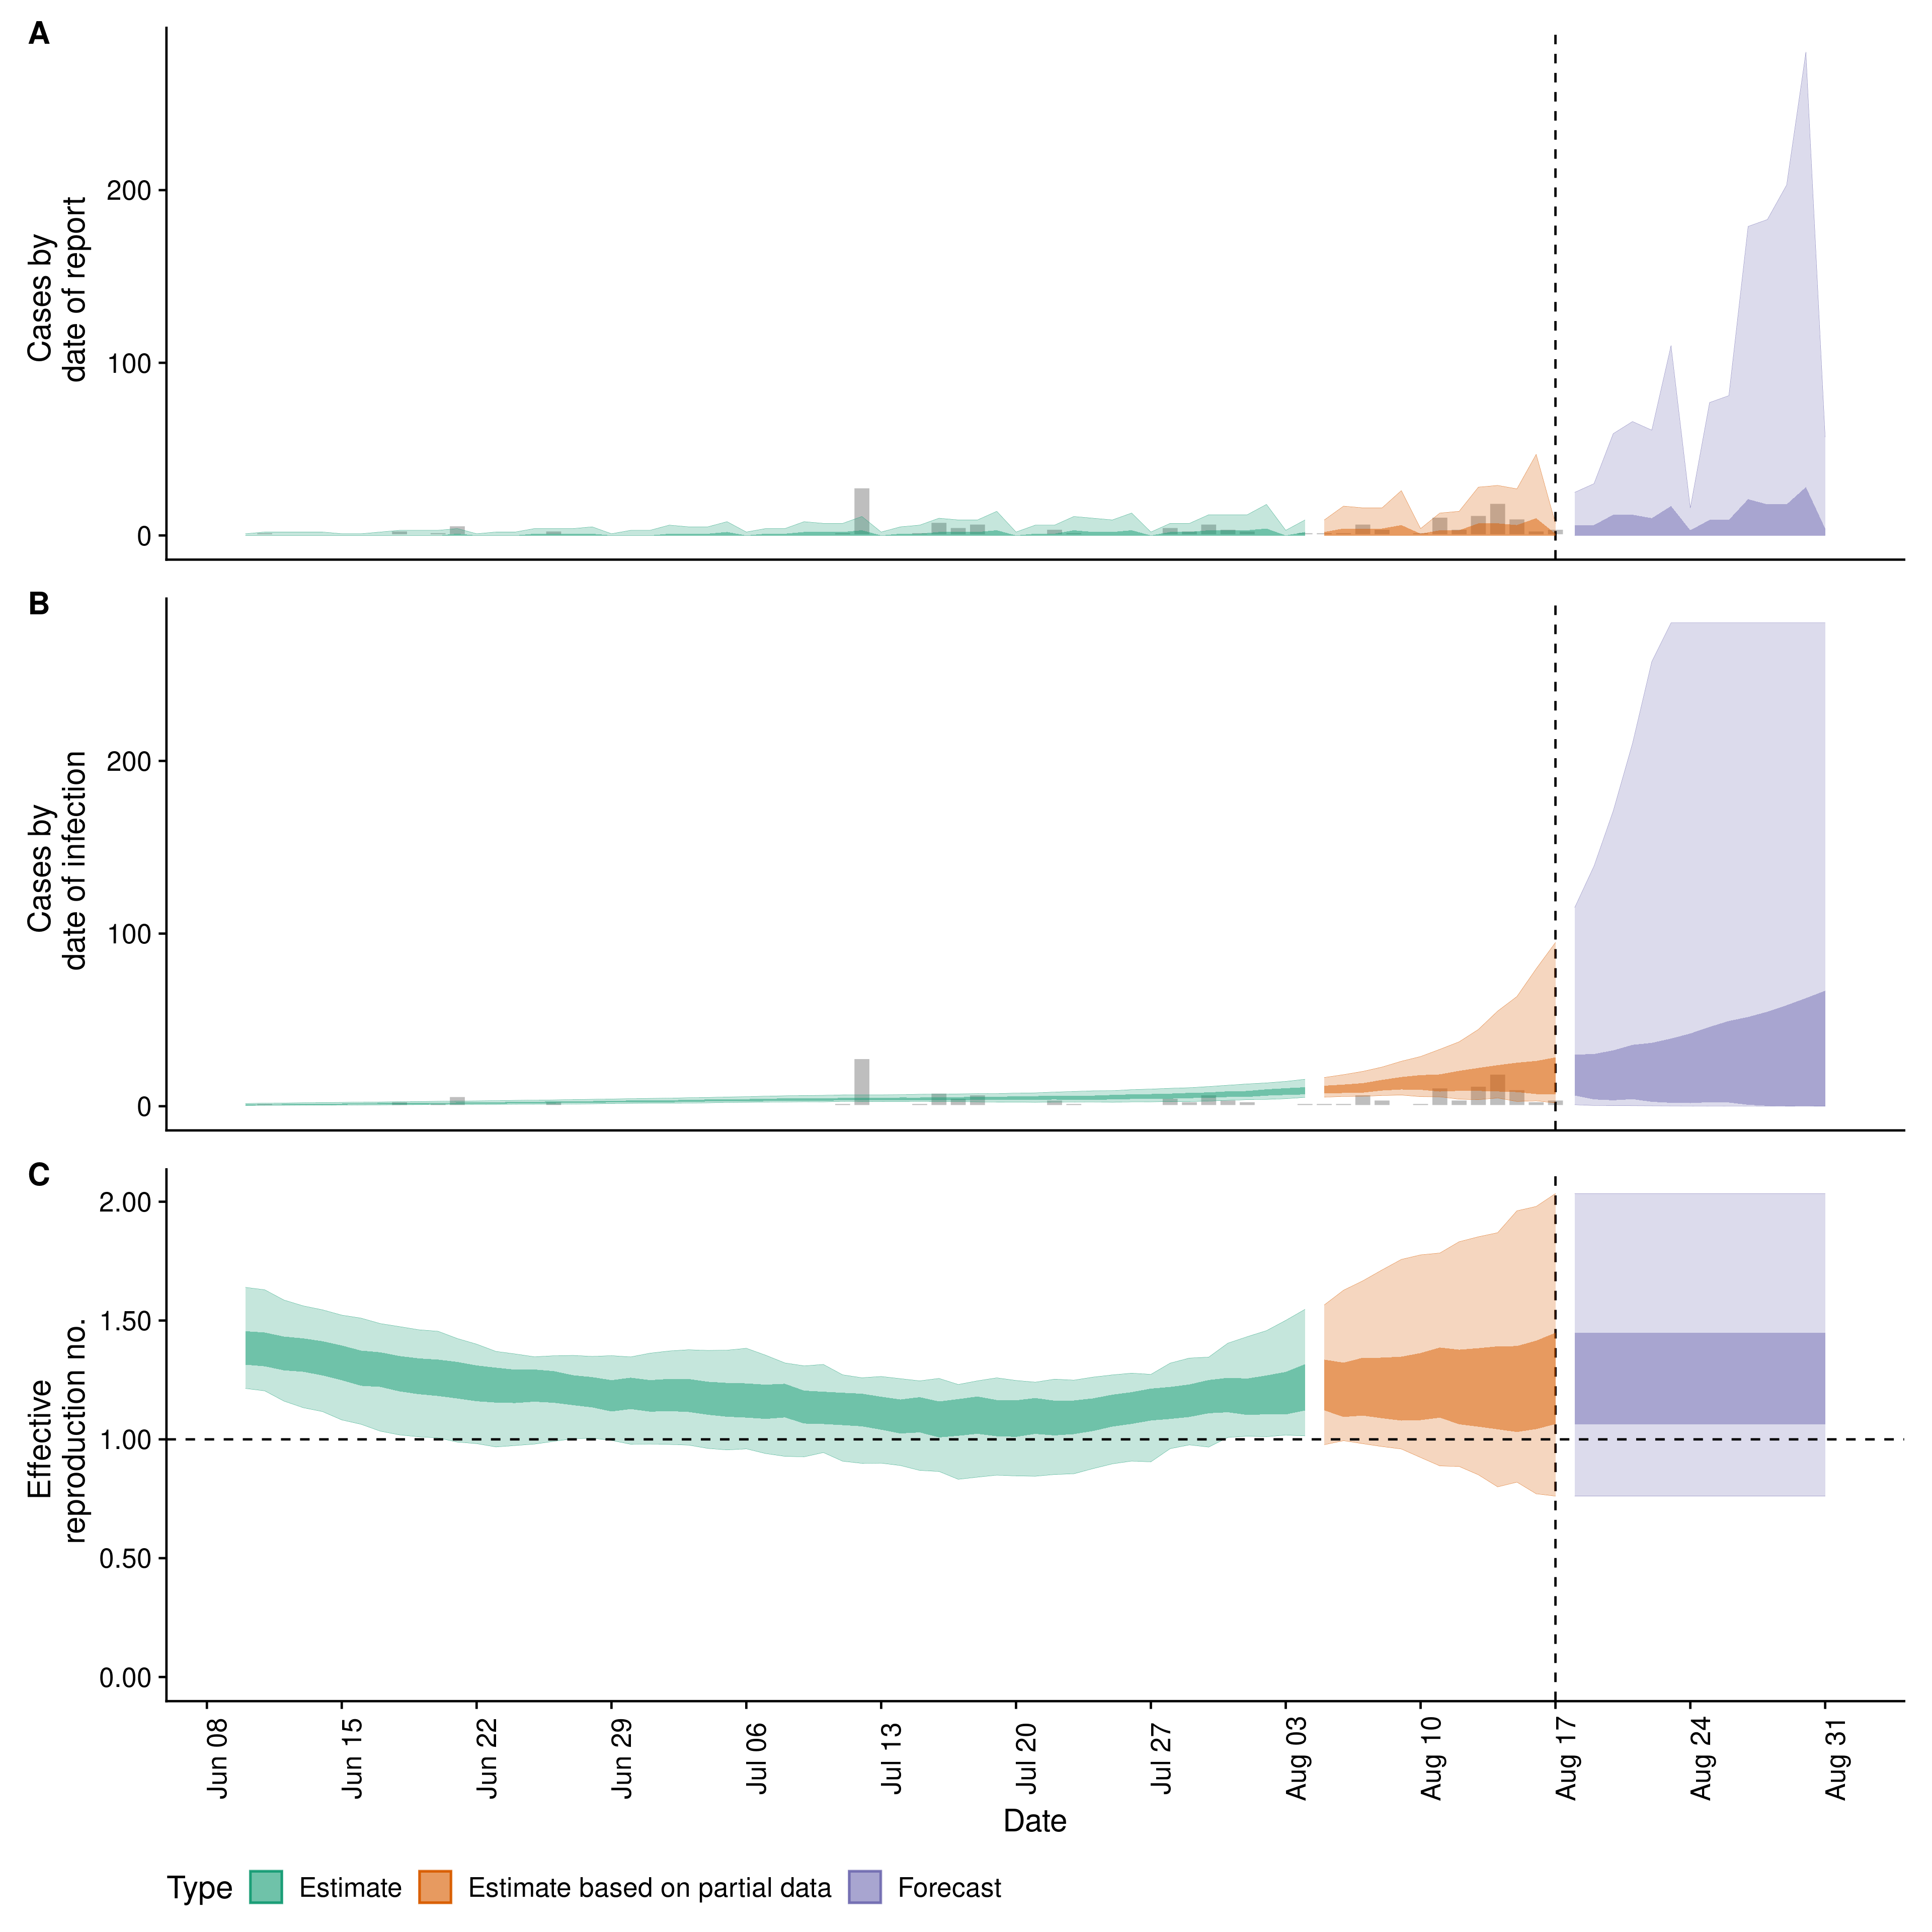 A
Cases by
date of report
200
100
0
B
Cases by
date of infection
200
100
0
C
Effective
reproduction no.
2.00
1.50
1.00
0.50
0.00
Jun 08
Jun 15
Jun 22
Jun 29
Jul 06
Jul 13
Jul 20
Jul 27
Aug 03
Aug 10
Aug 17
Aug 24
Aug 31
Date
Type Estimate Estimate based on partial data Forecast